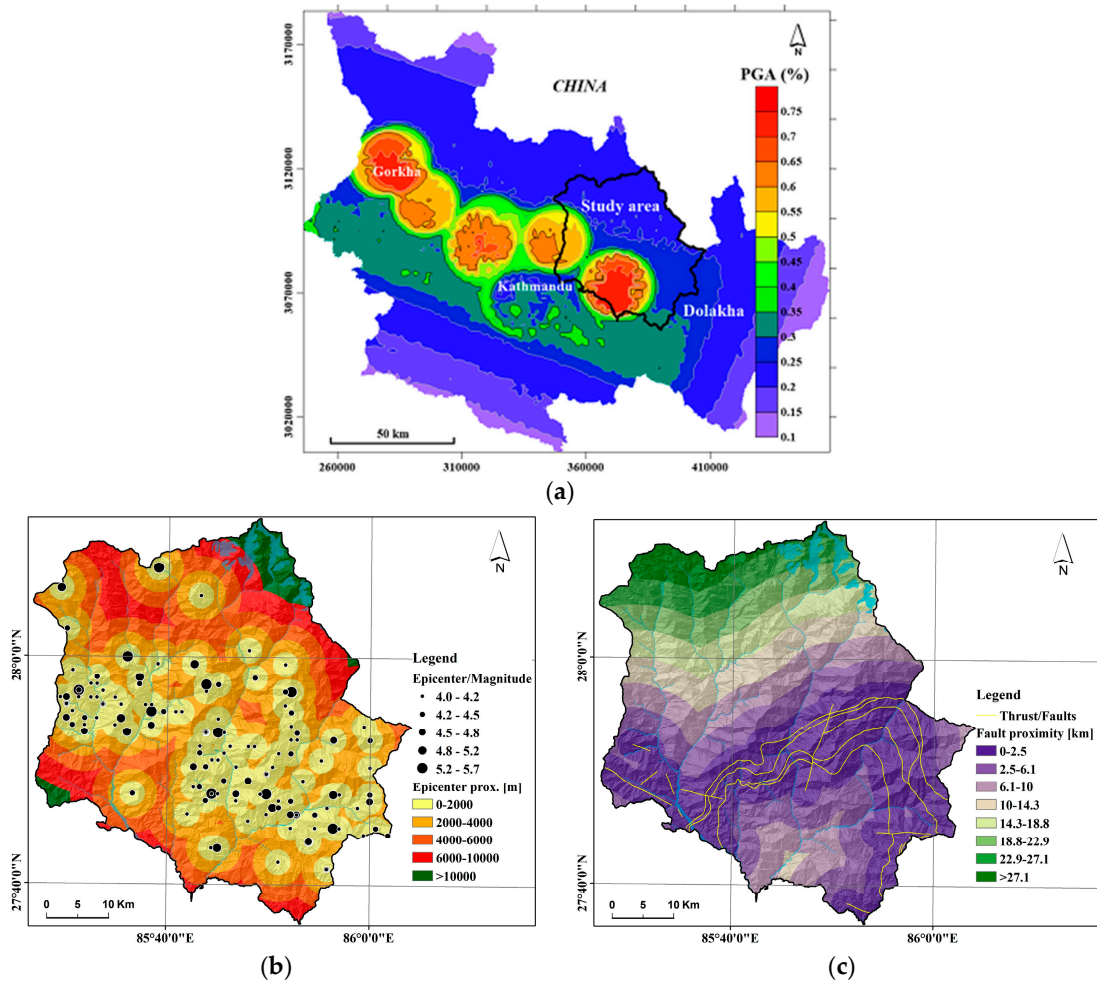 3170000
3120000
3070000
3020000
N
CHINA
PGA (%)
0.75
0.7
0.65
0.6
0.55
0.5
0.45
0.4
0.35
0.3
0.25
0.2
0.15
0.1
Gorkha
Study area
Kathmandu
Dolakha
50 km
260000
310000
360000
410000
(a)
N
28°0'0"N
27°40'0"N
Legend
Epicenter/Magnitude
4.0 - 4.2
4.2 - 4.5
4.5 - 4.8
4.8 - 5.2
5.2 - 5.7
Epicenter prox. [m]
0-2000
2000-4000
4000-6000
6000-10000
>10000
0 5 10 Km
85°40'0"E
86°0'0"E
(b)
N
28°0'0"N
27°40'0"N
Legend
Thrust/Faults
Fault proximity [km]
0-2.5
2.5-6.1
6.1-10
10-14.3
14.3-18.8
18.8-22.9
22.9-27.1
>27.1
0 5 10 Km
85°40'0"E
86°0'0"E
(c)